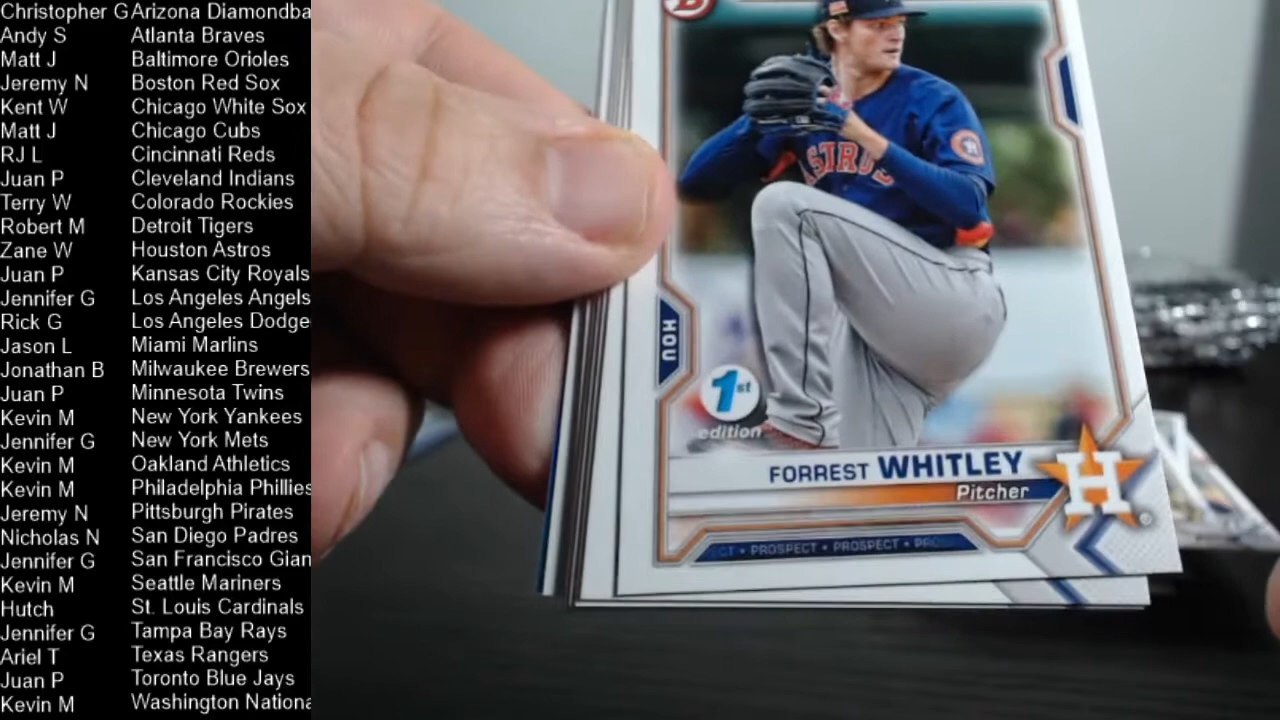 Christopher G Arizona Diamondba
Andy S Atlanta Braves
Matt J Baltimore Orioles
Jeremy N Boston Red Sox
Kent W Chicago White Sox
Matt J Chicago Cubs
RJ L Cincinnati Reds
Juan P Cleveland Indians
Terry W Colorado Rockies
Robert M Detroit Tigers
Zane W Houston Astros
Juan P Kansas City Royals
Jennifer G Los Angeles Angels
Rick G Los Angeles Dodge
Jason L Miami Marlins
Jonathan B Milwaukee Brewers
Juan P Minnesota Twins
Kevin M New York Yankees
Jennifer G New York Mets
Kevin M Oakland Athletics
Kevin M Philadelphia Phillies
Jeremy N Pittsburgh Pirates
Nicholas N San Diego Padres
Jennifer G San Francisco Gian
Kevin M Seattle Mariners
Hutch St. Louis Cardinals
Jennifer G Tampa Bay Rays
Ariel T Texas Rangers
Juan P Toronto Blue Jays
Kevin M Washington Nationa
ASTROS
H
HOU
1st
edition
FORREST WHITLEY
Pitcher
H
®
ECT • PROSPECT • PROSPECT • PRO